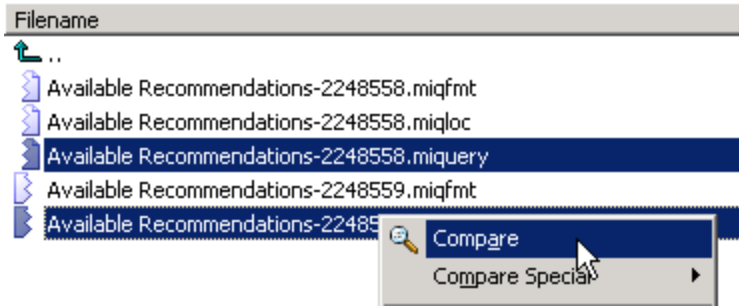 Filename
..
Available Recommendations-2248558.miqfmt
Available Recommendations-2248558.miqloc
Available Recommendations-2248558.miquery
Available Recommendations-2248559.miqfmt
Available Recommendations-22485
Compare
Compare Special